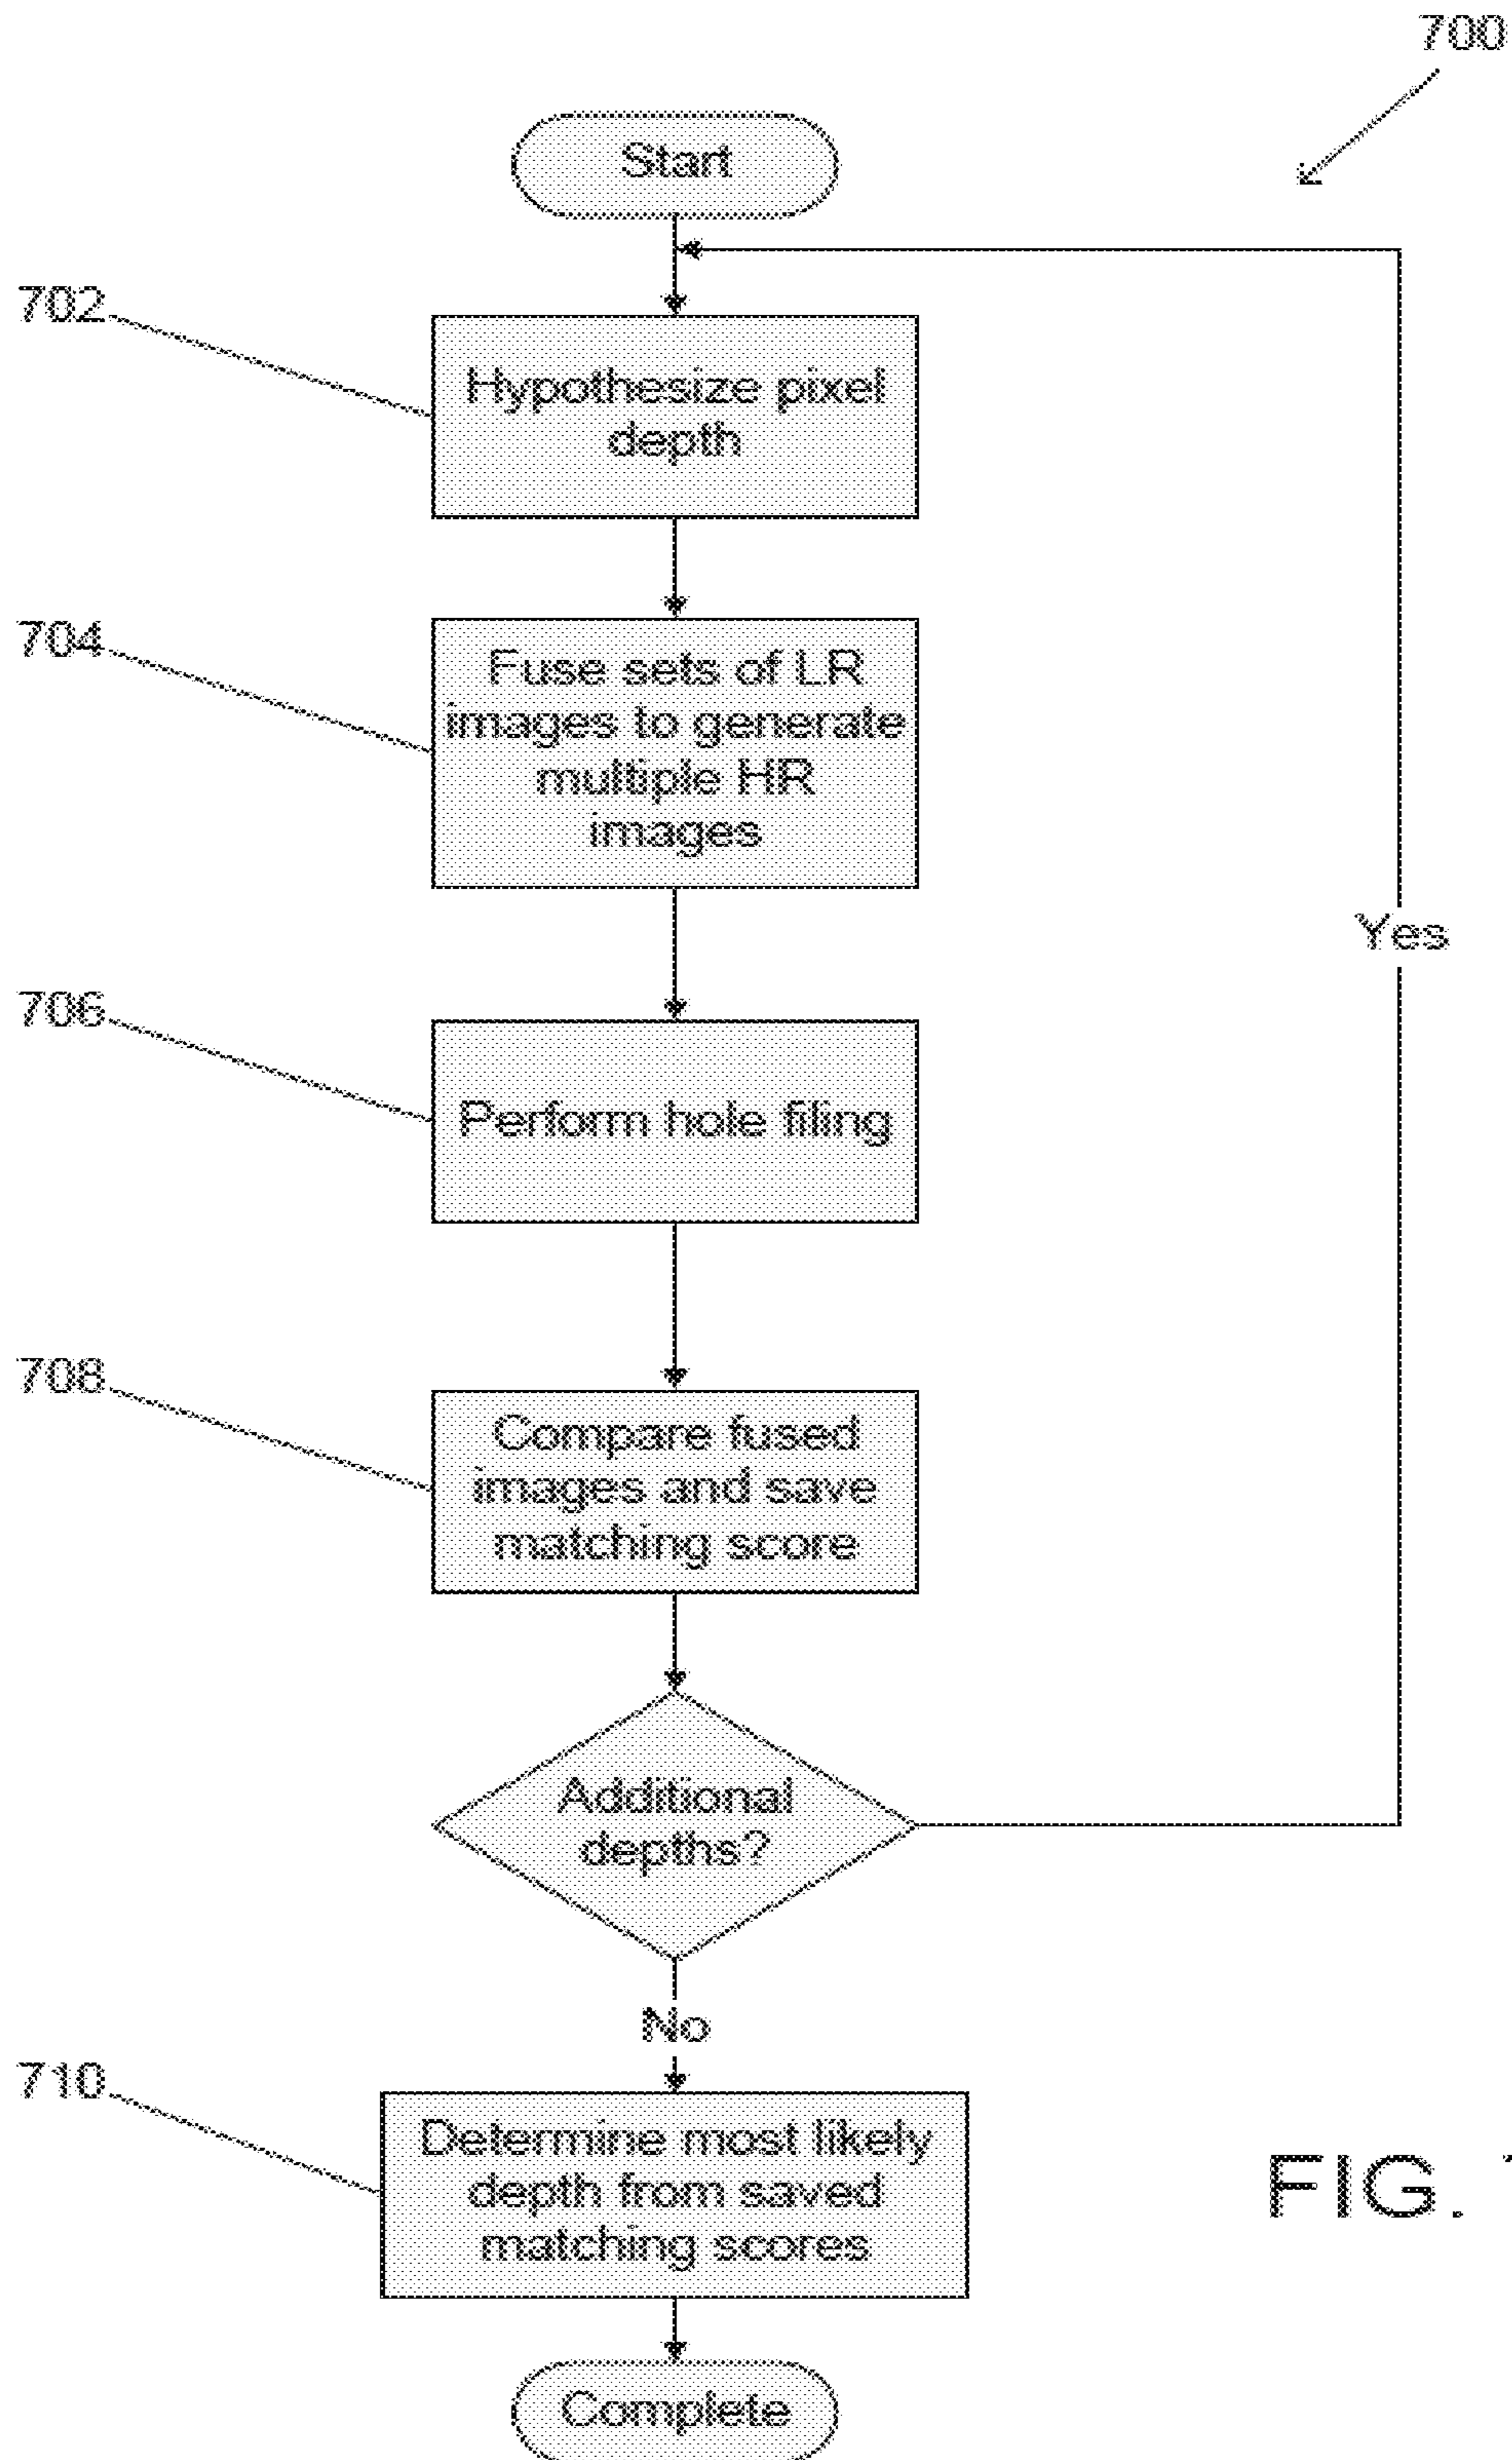 700
Start
702
Hypothesize pixel
depth
704
Fuse sets of LR
images to generate
multiple HR
images
Yes
706
Perform hole filing
708
Compare fused
images and save
matching score
Additional
depths?
No
710
Determine most likely
depth from saved
matching scores
FIG.
Complete